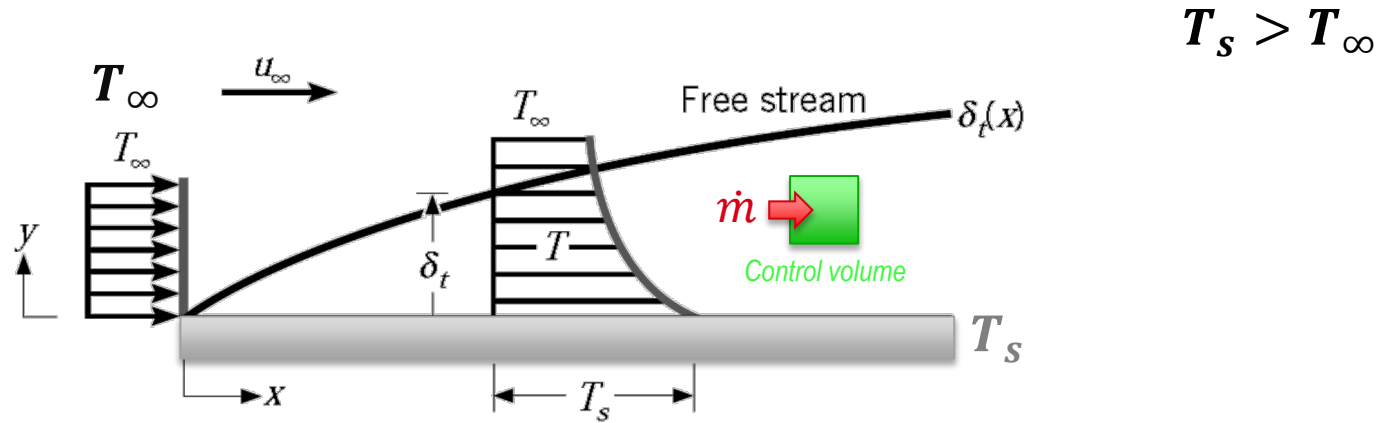 T_s > T_∞
T_∞
u_∞
T_∞
Free stream
δ_t(x)
T_∞
ṁ
y
T
δ_t
Control volume
T_s
x
T_s